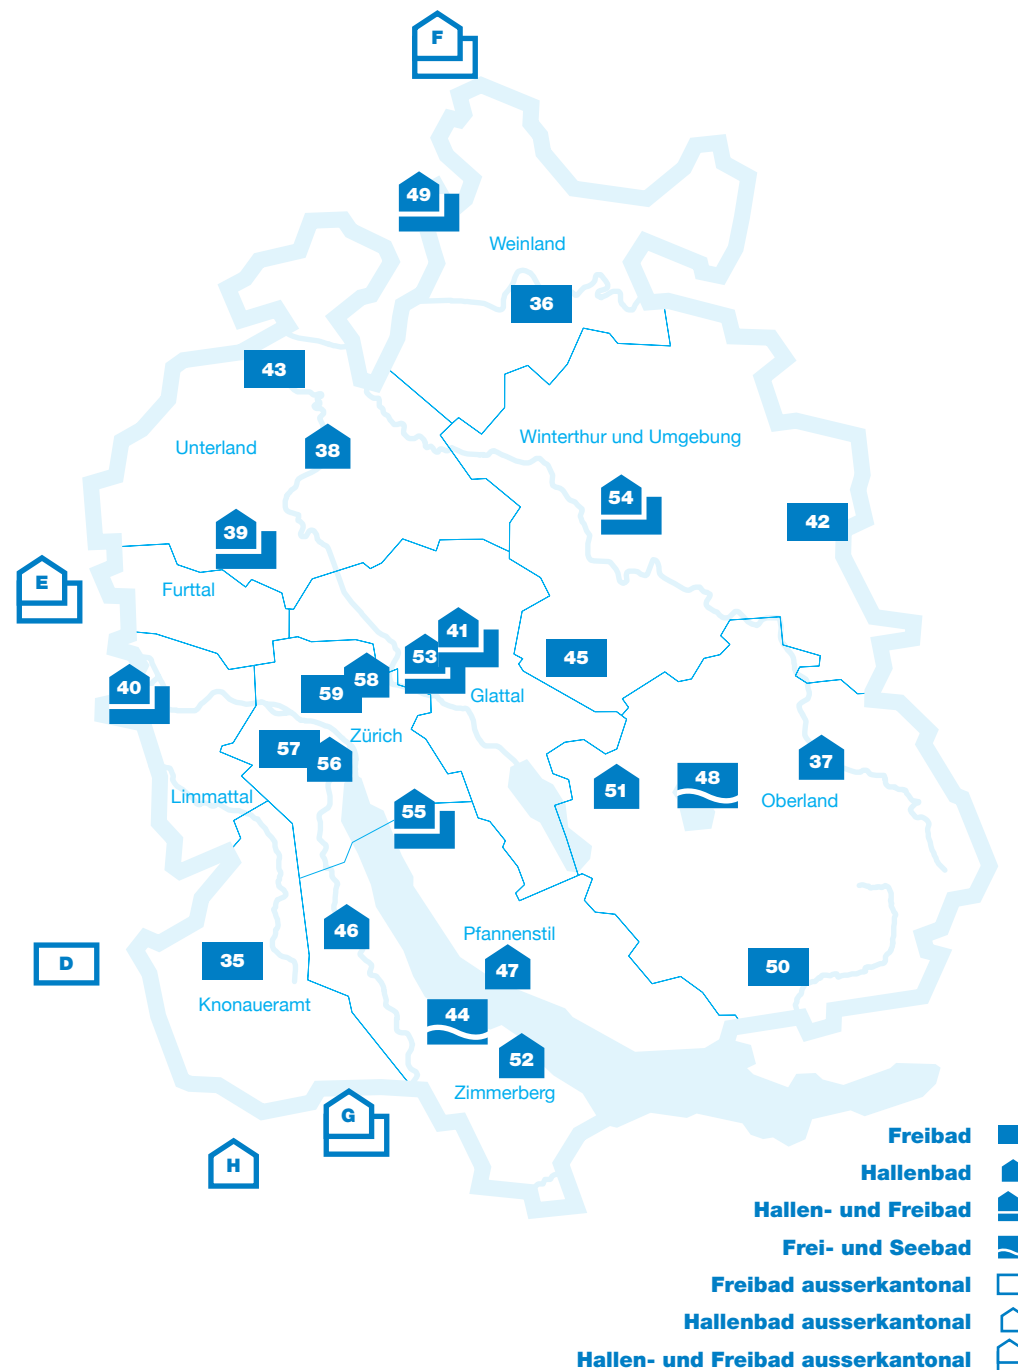 F
49
Weinland
36
43
Unterland
38
Winterthur und Umgebung
54
42
39
E
Furttal
41
53
45
40
58
59
Glattal
Zürich
57
56
37
48
51
Limmattal
Oberland
55
46
Pfannenstil
35
D
47
50
Knonaueramt
44
52
Zimmerberg
G
H
Freibad
Hallenbad
Hallen- und Freibad
Frei- und Seebad
Freibad ausserkantonal
Hallenbad ausserkantonal
Hallen- und Freibad ausserkantonal